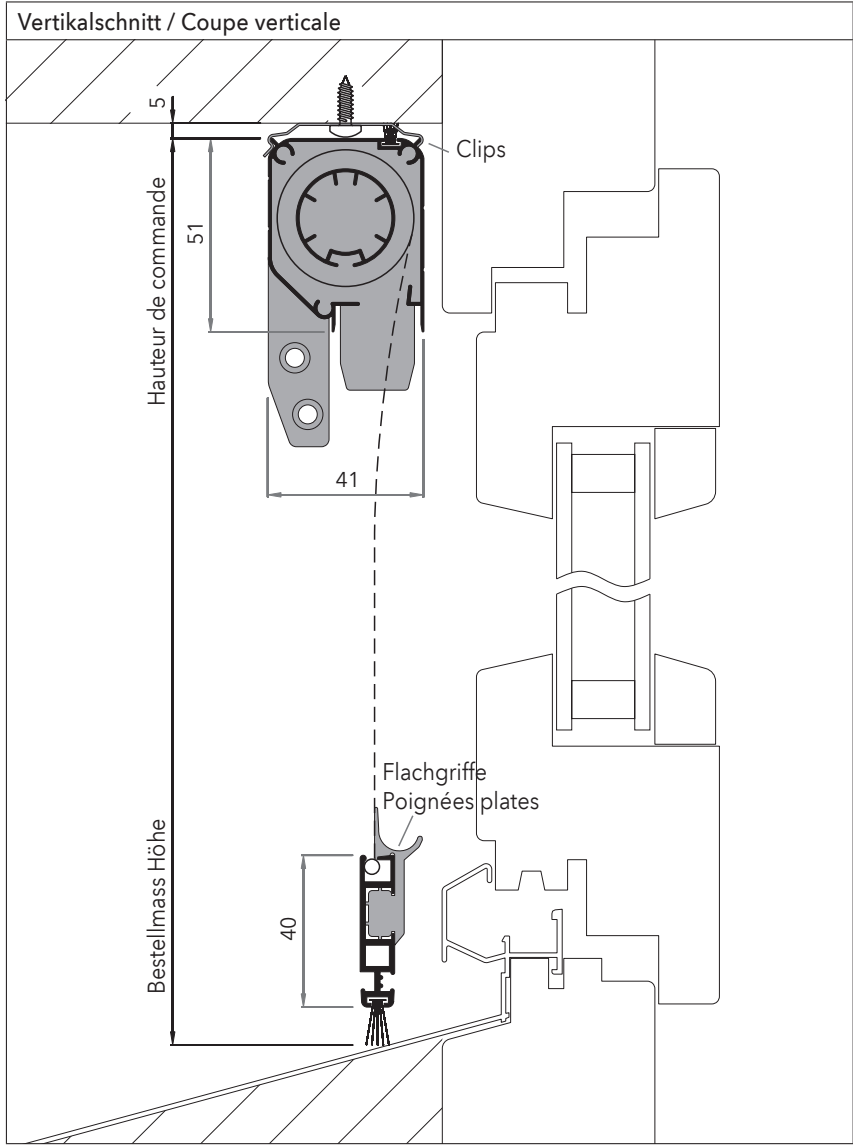 Vertikalschnitt / Coupe verticale
5
Clips
Hauteur de commande
51
41
Flachgriffe
Poignées plates
Bestellmass Höhe
40